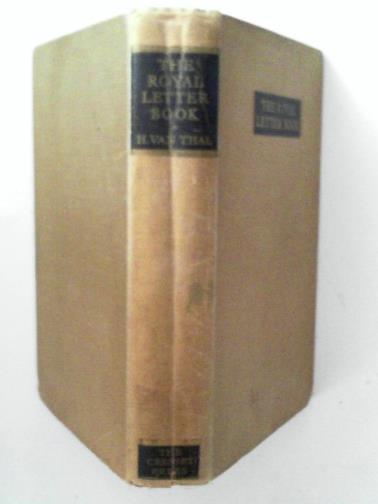 THE
ROYAL
LETTER
BOOK
H. VAN THAL
THE
CRESSET
PRESS
THE ROYAL
LETTER BOOK